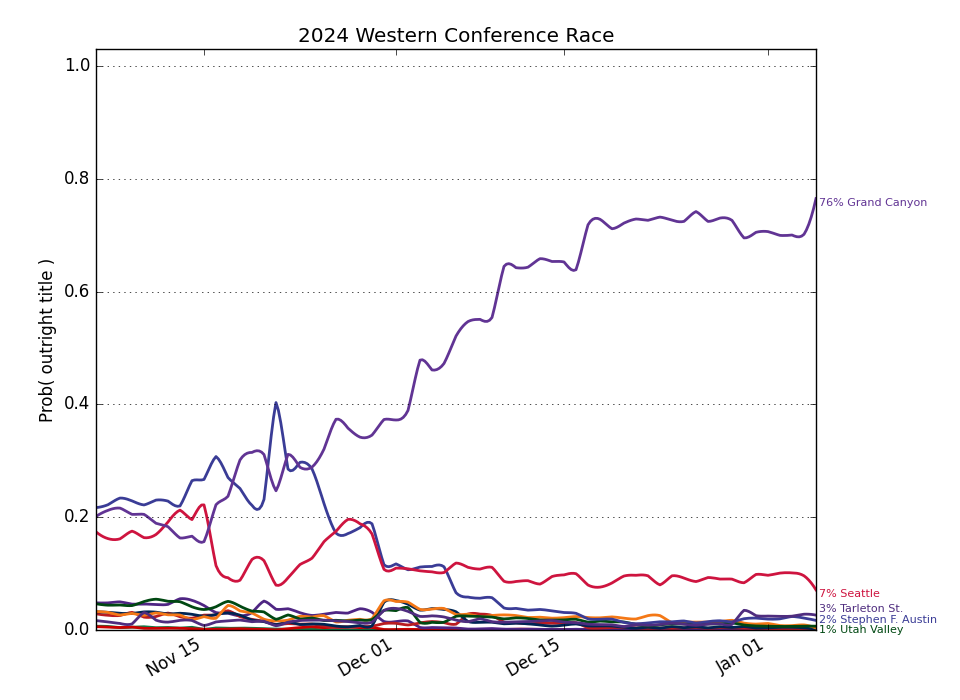 2024 Western Conference Race
Prob( outright title )
1.0
0.8
0.6
0.4
0.2
0.0
Nov 15
Dec 01
Dec 15
Jan 01
76% Grand Canyon
7% Seattle
3% Tarleton St.
2% Stephen F. Austin
1% Utah Valley